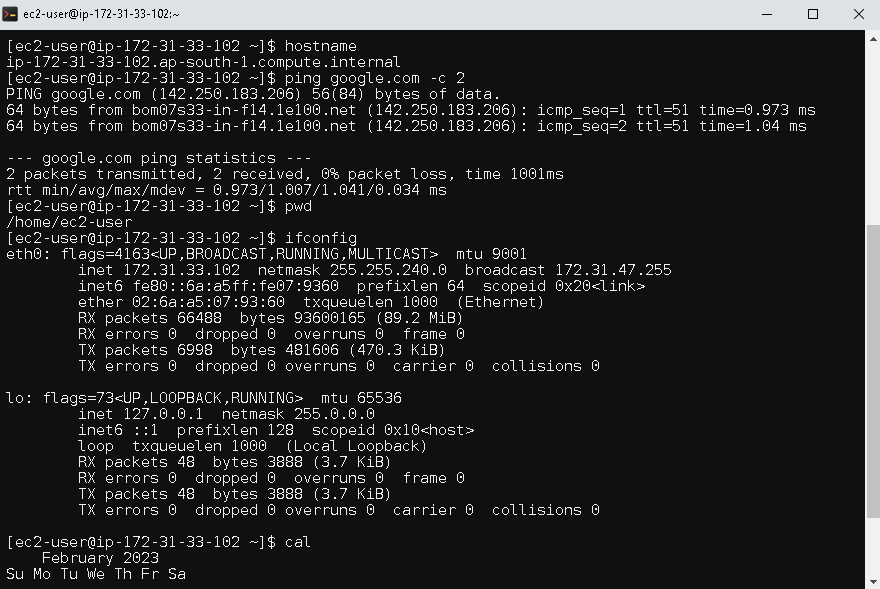 ec2-user@ip-172-31-33-102:~
[ec2-user@ip-172-31-33-102 ~]$ hostname
ip-172-31-33-102.ap-south-1.compute.internal
[ec2-user@ip-172-31-33-102 ~]$ ping google.com -c 2
PING google.com (142.250.183.206) 56(84) bytes of data.
64 bytes from bom07s33-in-f14.1e100.net (142.250.183.206): icmp_seq=1 ttl=51 time=0.973 ms
64 bytes from bom07s33-in-f14.1e100.net (142.250.183.206): icmp_seq=2 ttl=51 time=1.04 ms

--- google.com ping statistics ---
2 packets transmitted, 2 received, 0% packet loss, time 1001ms
rtt min/avg/max/mdev = 0.973/1.007/1.041/0.034 ms
[ec2-user@ip-172-31-33-102 ~]$ pwd
/home/ec2-user
[ec2-user@ip-172-31-33-102 ~]$ ifconfig
eth0: flags=4163<UP,BROADCAST,RUNNING,MULTICAST>  mtu 9001
        inet 172.31.33.102  netmask 255.255.240.0  broadcast 172.31.47.255
        inet6 fe80::6a:a5ff:fe07:9360  prefixlen 64  scopeid 0x20<link>
        ether 02:6a:a5:07:93:60  txqueuelen 1000  (Ethernet)
        RX packets 66488  bytes 93600165 (89.2 MiB)
        RX errors 0  dropped 0  overruns 0  frame 0
        TX packets 6998  bytes 481606 (470.3 KiB)
        TX errors 0  dropped 0 overruns 0  carrier 0  collisions 0

lo: flags=73<UP,LOOPBACK,RUNNING>  mtu 65536
        inet 127.0.0.1  netmask 255.0.0.0
        inet6 ::1  prefixlen 128  scopeid 0x10<host>
        loop  txqueuelen 1000  (Local Loopback)
        RX packets 48  bytes 3888 (3.7 KiB)
        RX errors 0  dropped 0  overruns 0  frame 0
        TX packets 48  bytes 3888 (3.7 KiB)
        TX errors 0  dropped 0 overruns 0  carrier 0  collisions 0

[ec2-user@ip-172-31-33-102 ~]$ cal
    February 2023
Su Mo Tu We Th Fr Sa